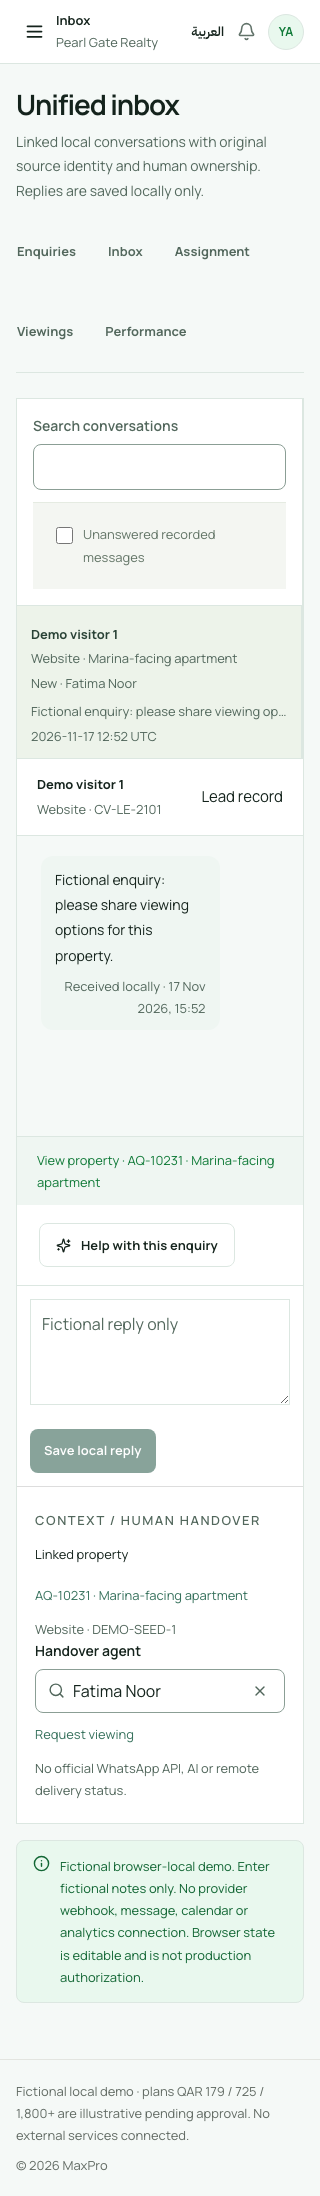 Inbox
Pearl Gate Realty
العربية
YA
Unified inbox
Linked local conversations with original
source identity and human ownership.
Replies are saved locally only.
Enquiries Inbox Assignment
Viewings Performance
Search conversations
Unanswered recorded
messages
Demo visitor 1
Website · Marina-facing apartment
New · Fatima Noor
Fictional enquiry: please share viewing op...
2026-11-17 12:52 UTC
Demo visitor 1
Website · CV-LE-2101
Lead record
Fictional enquiry:
please share viewing
options for this
property.
Received locally · 17 Nov
2026, 15:52
View property · AQ-10231 · Marina-facing
apartment
Help with this enquiry
Fictional reply only
Save local reply
CONTEXT / HUMAN HANDOVER
Linked property
AQ-10231 · Marina-facing apartment
Website · DEMO-SEED-1
Handover agent
Fatima Noor
Request viewing
No official WhatsApp API, AI or remote
delivery status.
Fictional browser-local demo. Enter
fictional notes only. No provider
webhook, message, calendar or
analytics connection. Browser state
is editable and is not production
authorization.
Fictional local demo · plans QAR 179 / 725 /
1,800+ are illustrative pending approval. No
external services connected.
© 2026 MaxPro